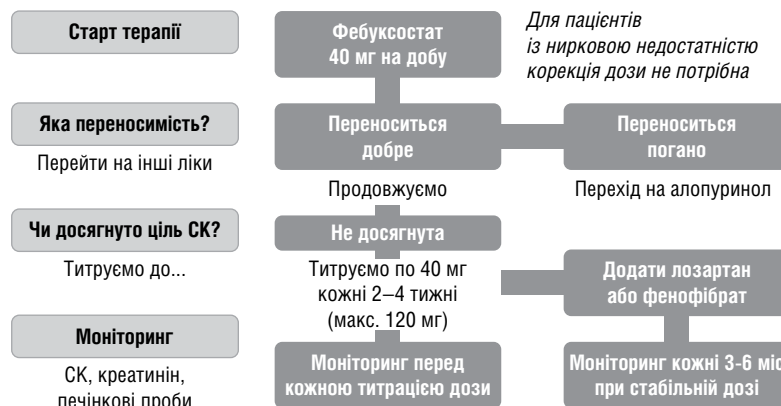 Старт терапії
Фебуксостат
40 мг на добу
Для пацієнтів
із нирковою недостатністю
корекція дози не потрібна
Яка переносимість?
Перейти на інші ліки
Переноситься
добре
Продовжуємо
Переноситься
погано
Перехід на алопуринол
Чи досягнуто ціль СК?
Титруємо до...
Не досягнута
Титруємо по 40 мг
кожні 2–4 тижні
(макс. 120 мг)
Додати лозартан
або фенофібрат
Моніторинг
СК, креатинін,
печінкові проби
Моніторинг перед
кожною титрацією дози
Моніторинг кожні 3-6 міс
при стабільній дозі